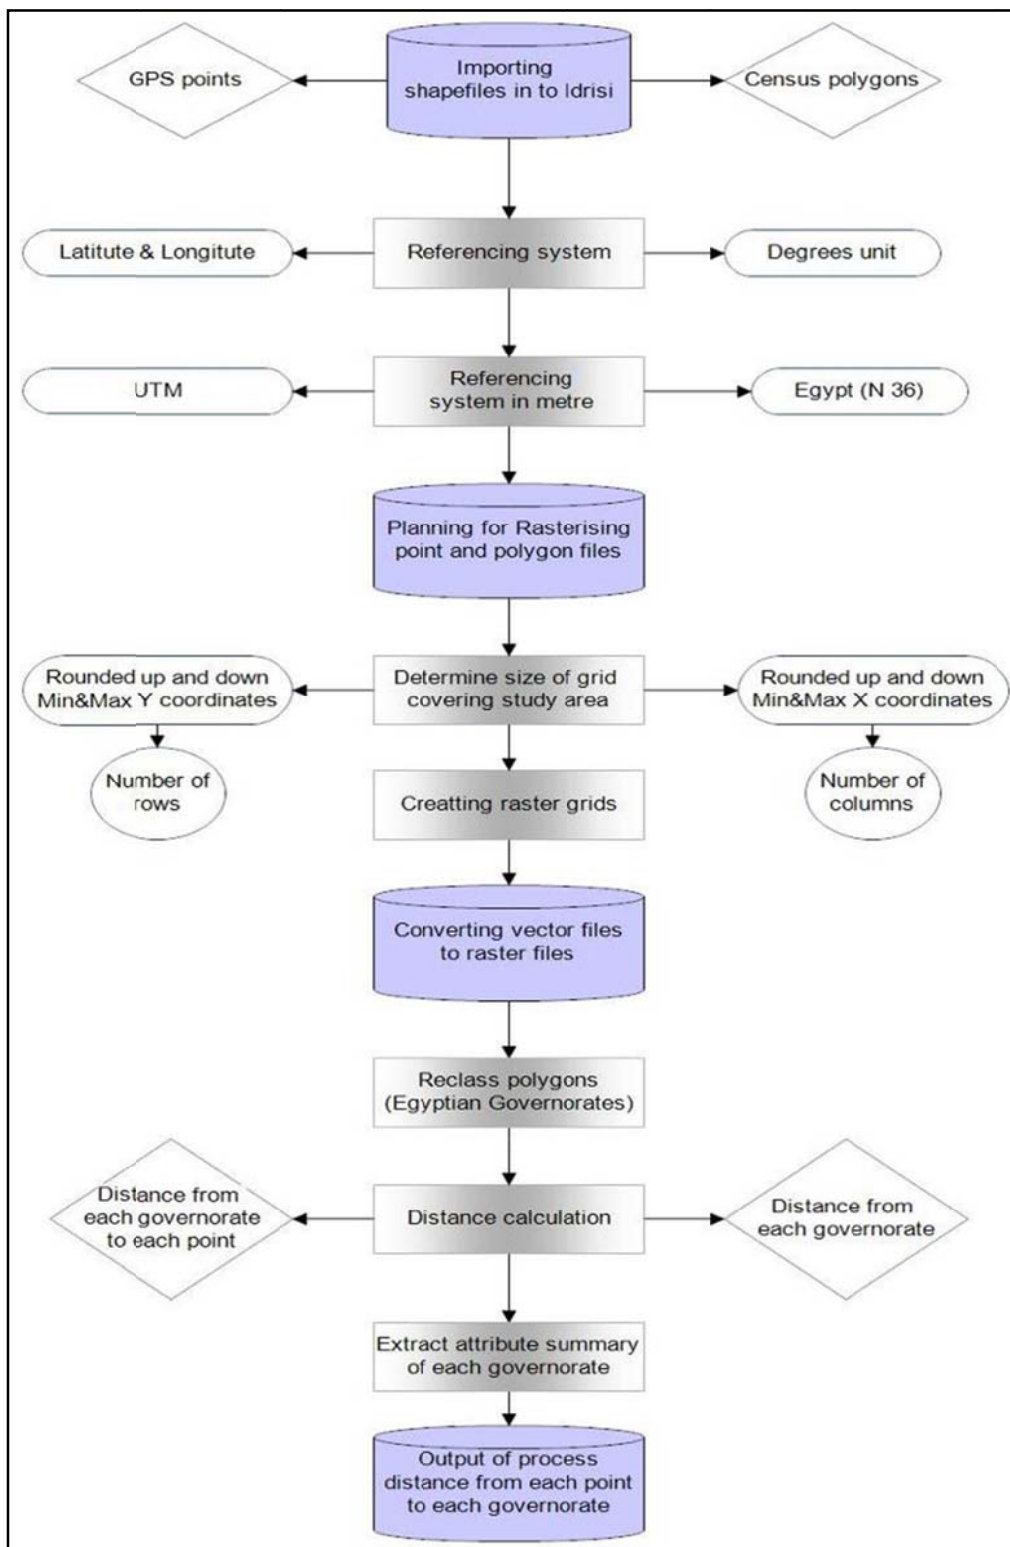 GPS points
Importing
shapefiles in to Idrisi
Census polygons
Latitute & Longitute
Referencing system
Degrees unit
UTM
Referencing
system in metre
Egypt (N 36)
Planning for Rasterising
point and polygon files
Rounded up and down
Min&Max Y coordinates
Determine size of grid
covering study area
Rounded up and down
Min&Max X coordinates
Number of
rows
Creatting raster grids
Number of
columns
Converting vector files
to raster files
Reclass polygons
(Egyptian Governorates)
Distance from
each governorate
to each point
Distance calculation
Distance from
each governorate
Extract attribute summary
of each governorate
Output of process
distance from each point
to each governorate